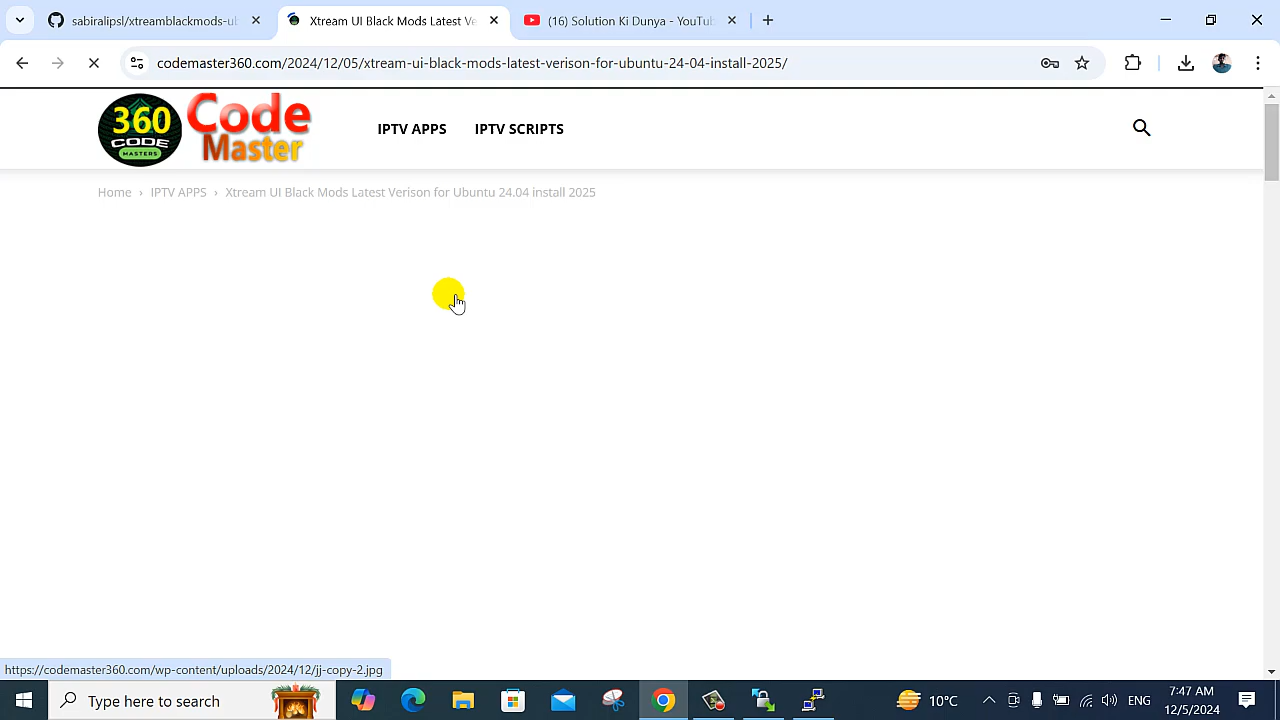 sabiralipsl/xtreamblackmods-u
Xtream UI Black Mods Latest Ve
(16) Solution Ki Dunya - YouTu
codemaster360.com/2024/12/05/xtream-ui-black-mods-latest-verison-for-ubuntu-24-04-install-2025/
360
CODE
MASTERS
Code
Master
IPTV APPS
IPTV SCRIPTS
Home › IPTV APPS › Xtream UI Black Mods Latest Verison for Ubuntu 24.04 install 2025
https://codemaster360.com/wp-content/uploads/2024/12/jj-copy-2.jpg
Type here to search
10°C
ENG
7:47 AM
12/5/2024